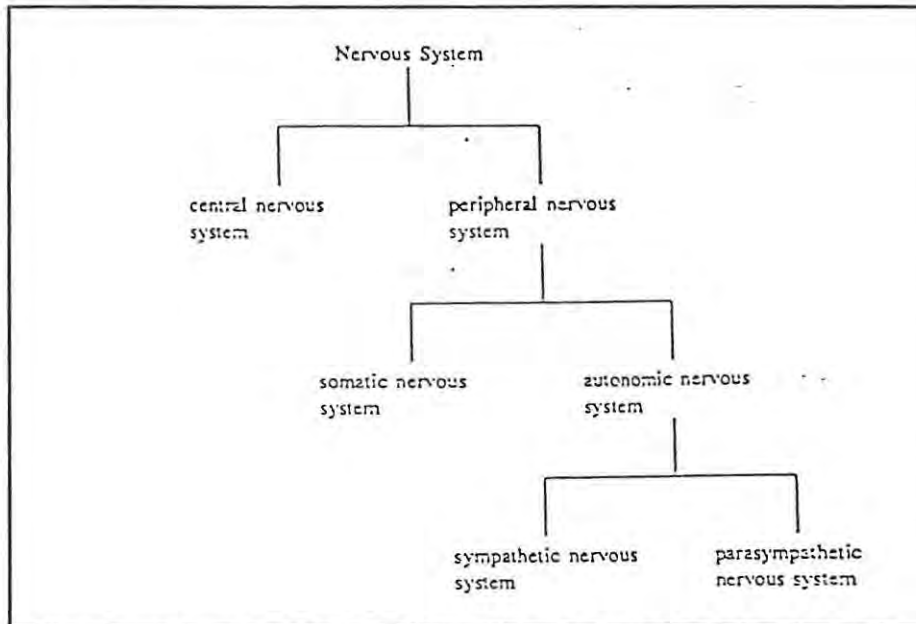 Nervous System
central nervous
system
peripheral nervous
system
somatic nervous
system
autonomic nervous
system
sympathetic nervous
system
parasympathetic
nervous system